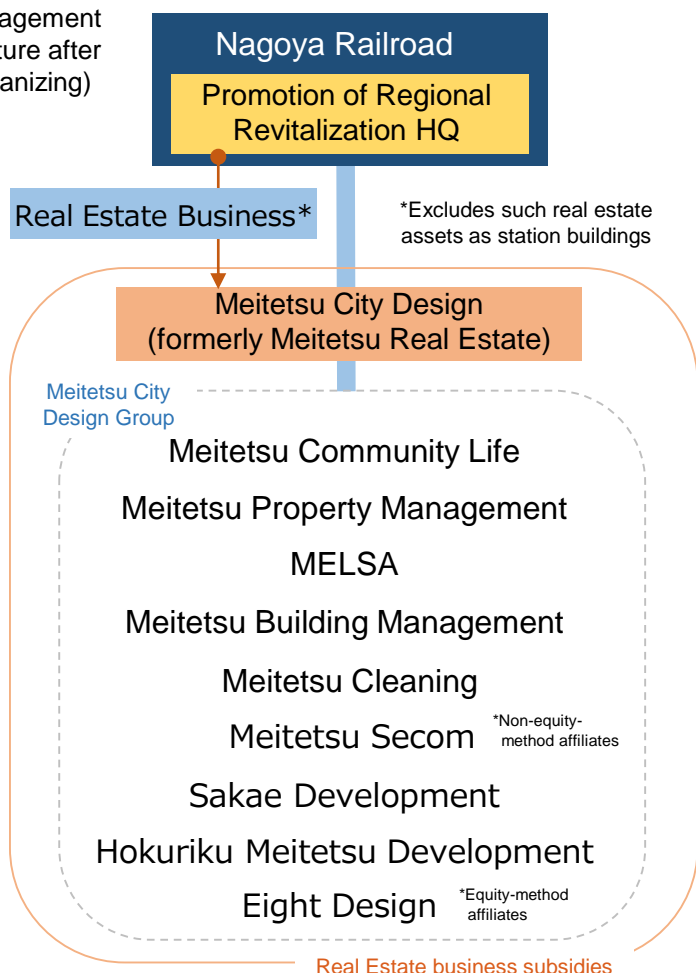 agement
ture after
anizing)
Nagoya Railroad
Promotion of Regional
Revitalization HQ
Real Estate Business*
*Excludes such real estate
assets as station buildings
Meitetsu City Design
(formerly Meitetsu Real Estate)
Meitetsu City
Design Group
Meitetsu Community Life
Meitetsu Property Management
MELSA
Meitetsu Building Management
Meitetsu Cleaning
Meitetsu Secom
*Non-equity-
method affiliates
Sakae Development
Hokuriku Meitetsu Development
Eight Design
*Equity-method
affiliates
Real Estate business subsidies